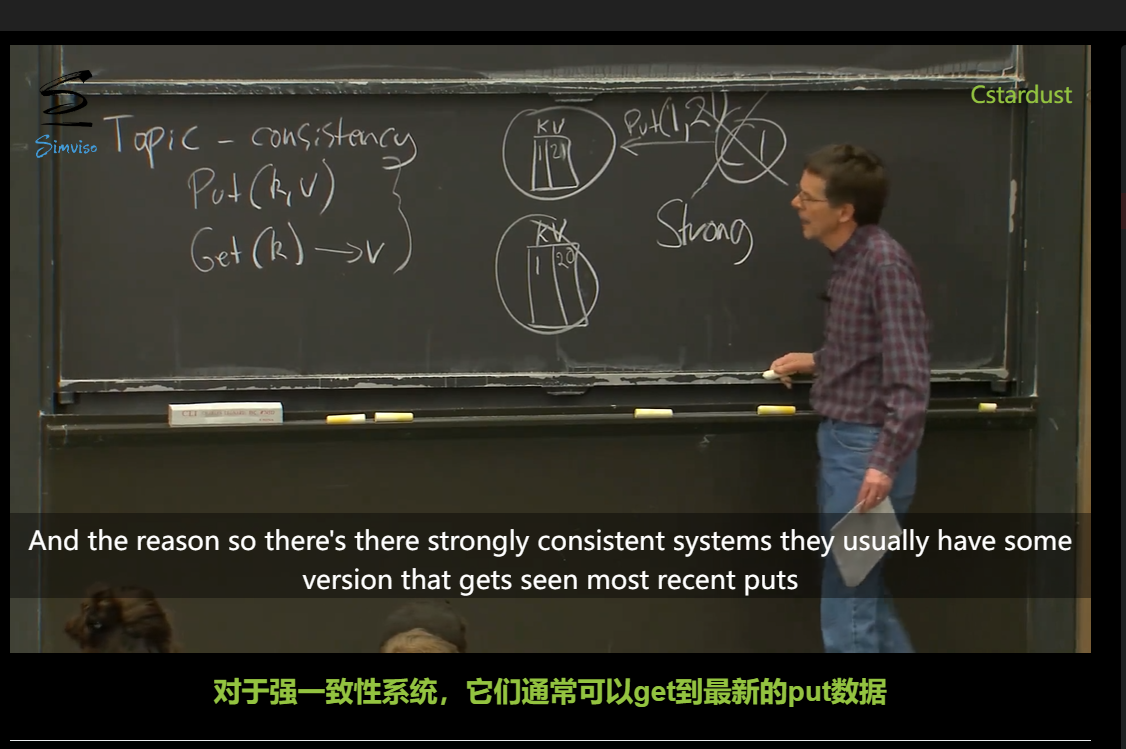 Simviso
Cstardust
Topic - consistency
Put(k,v)
Get(k) → v
K V
1 21
K V
1 20
Put(1,21)
C1
Strong
And the reason so there's there strongly consistent systems they usually have some
version that gets seen most recent puts
对于强一致性系统，它们通常可以get到最新的put数据